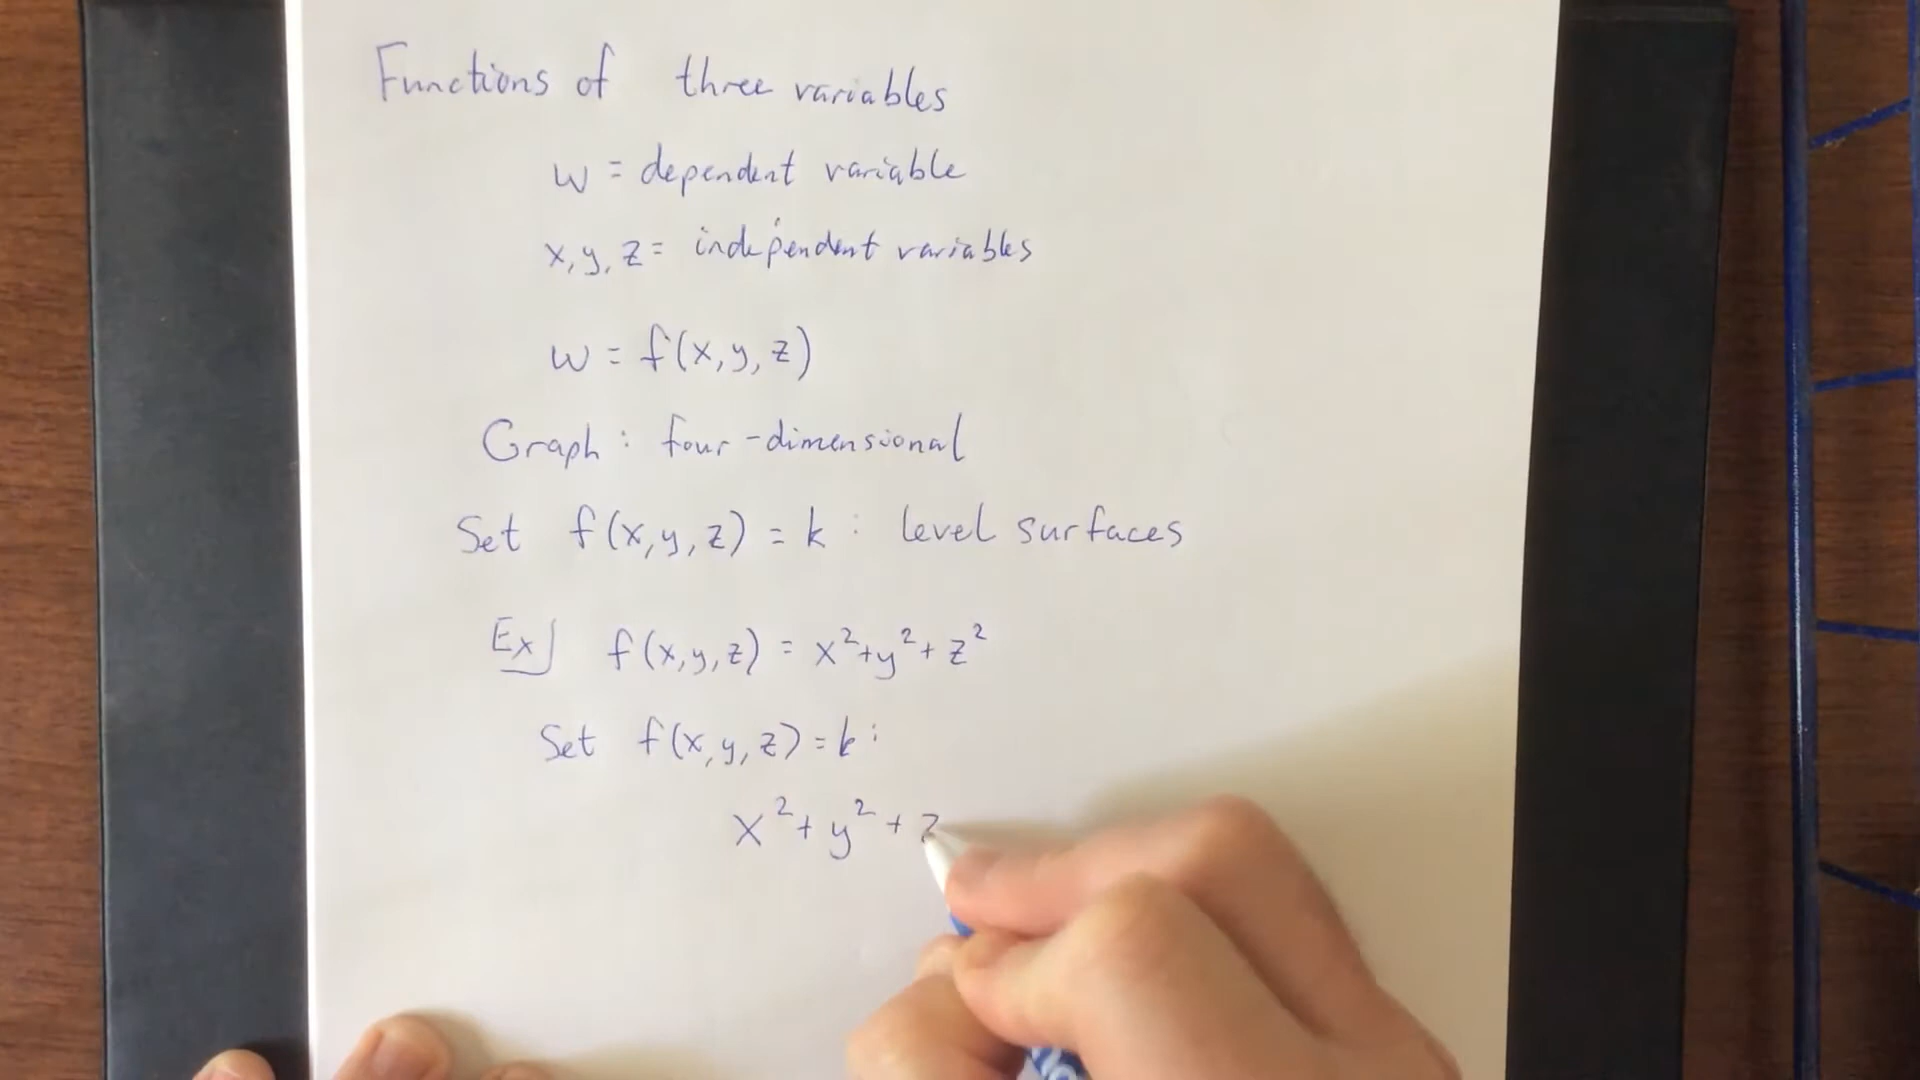 Functions of three variables
w = dependent variable
x, y, z = independent variables
w = f(x, y, z)
Graph: four-dimensional
Set f(x, y, z) = k : level surfaces
Ex] f(x, y, z) = x²+y²+z²
Set f(x, y, z) = k:
x²+y²+z